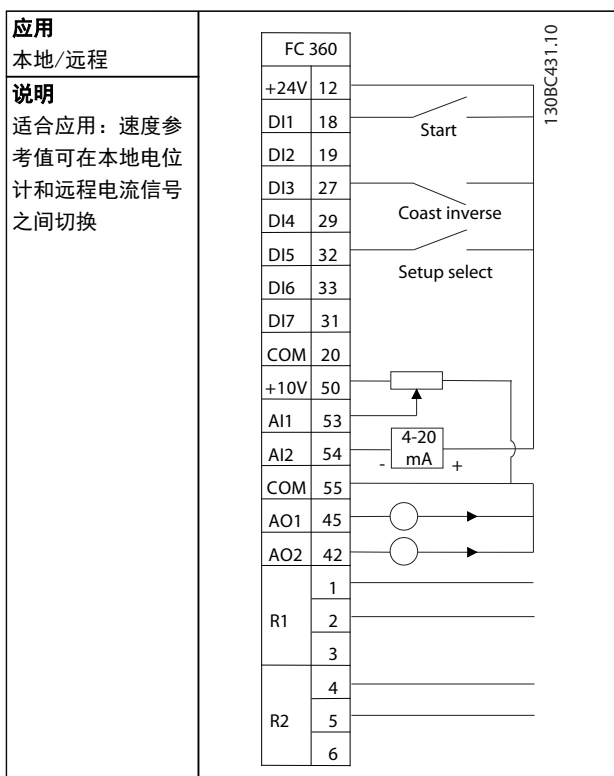 应用
本地/远程
说明
适合应用：速度参
考值可在本地电位
计和远程电流信号
之间切换
FC 360
+24V 12
DI1 18
DI2 19
DI3 27
DI4 29
DI5 32
DI6 33
DI7 31
COM 20
+10V 50
AI1 53
AI2 54
COM 55
AO1 45
AO2 42
R1
1
2
3
R2
4
5
6
Start
Coast inverse
Setup select
4-20
mA
- +
130BC431.10